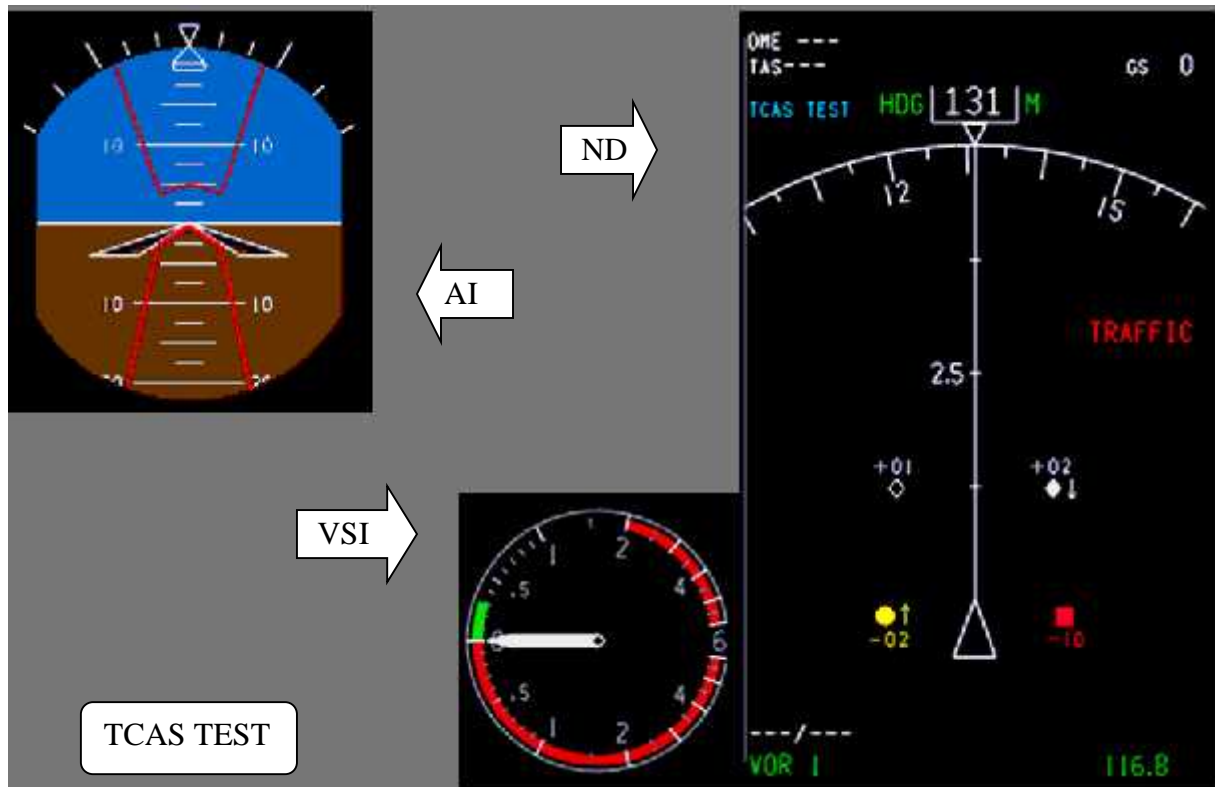 10 10
10 10
20 20
AI
ND
DME ---
TAS---
GS 0
TCAS TEST HDG 131 M
12 15
TRAFFIC
2.5
+01 +02
-02 -10
---/---
VOR 1 116.8
VSI
.5 1 2 4
0 6
.5 1 2 4
TCAS TEST